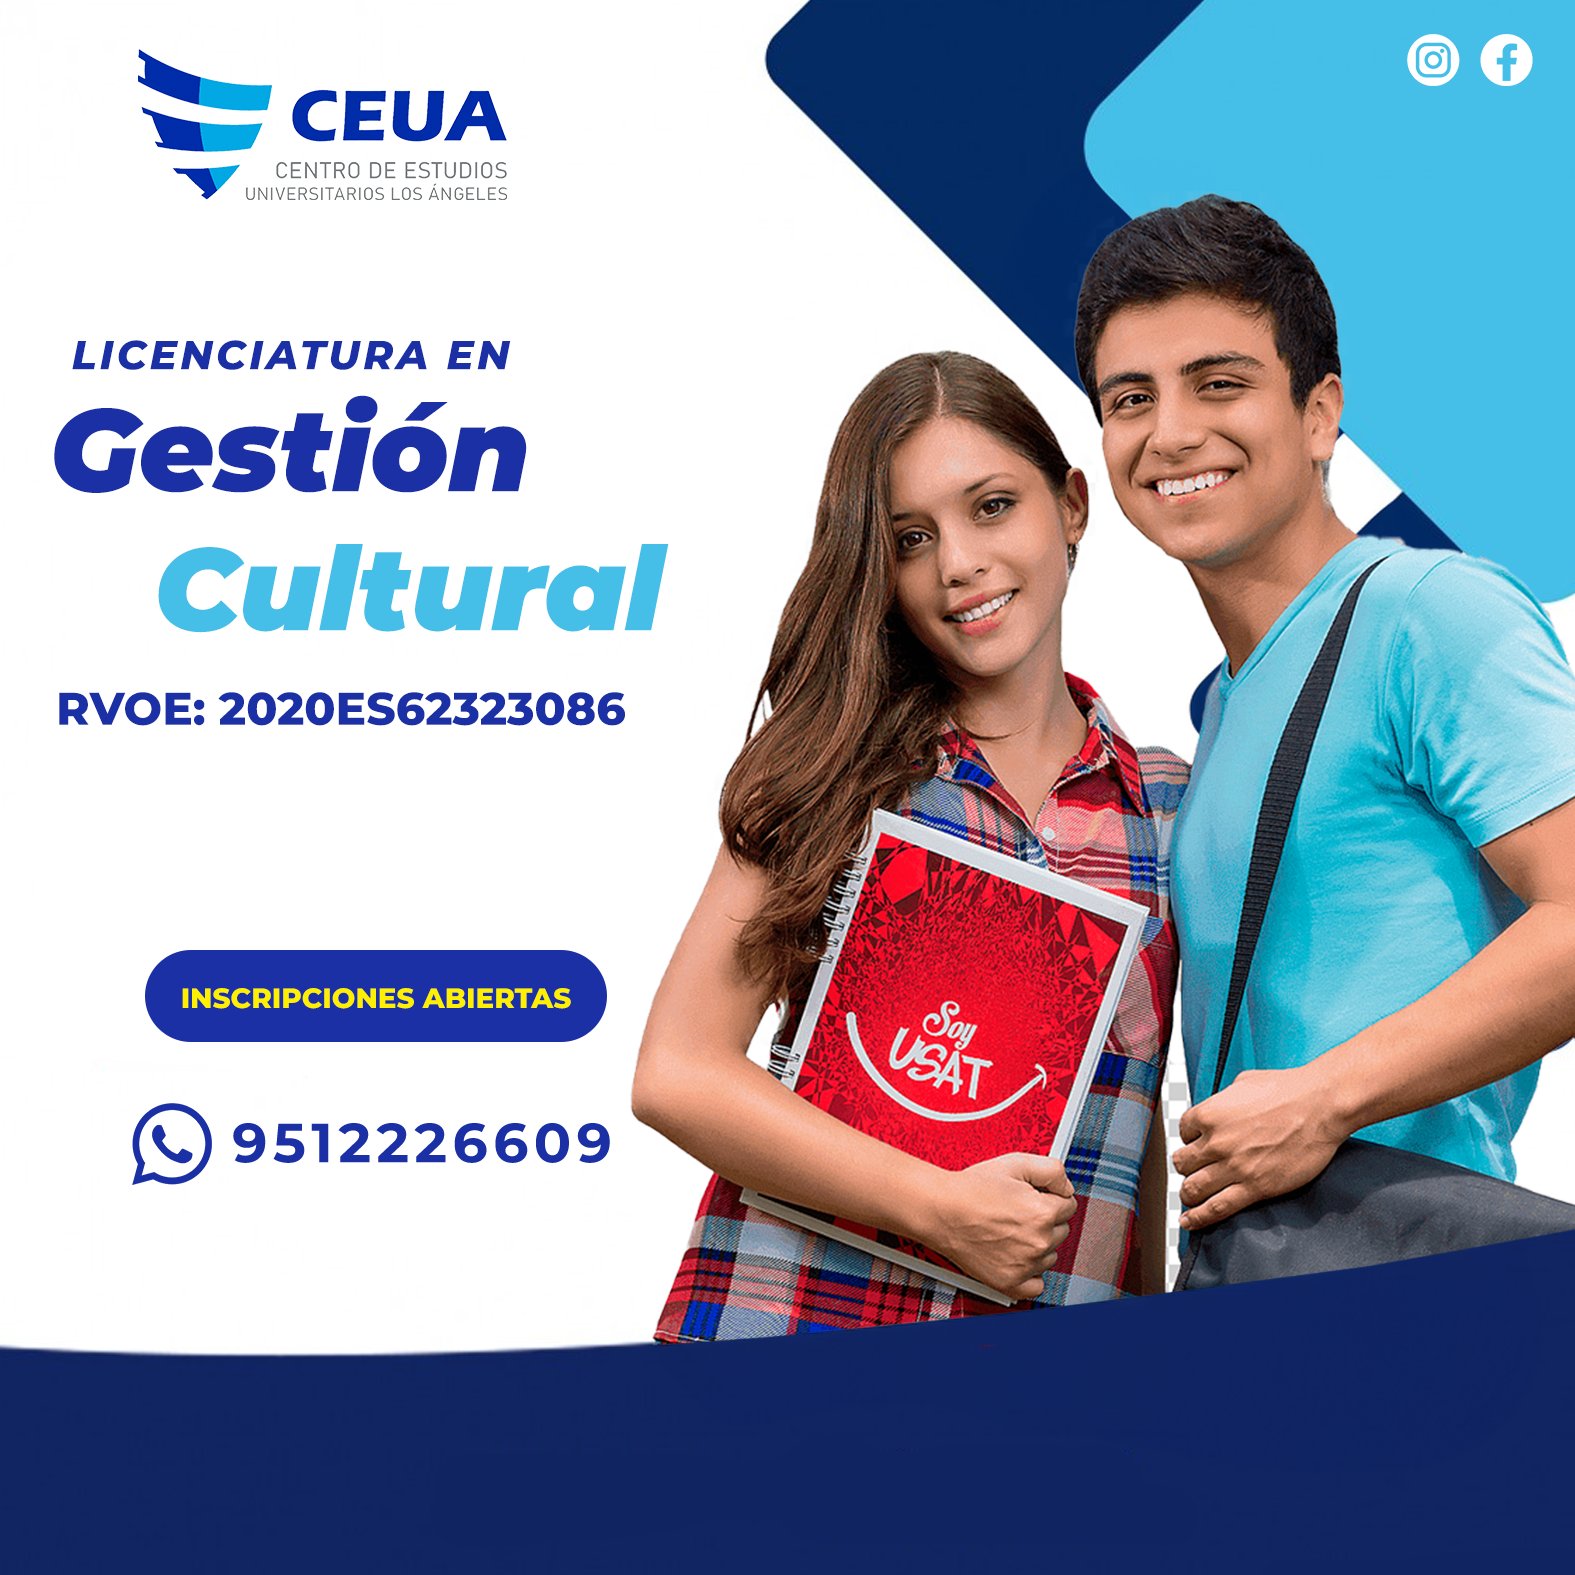 CEUA
CENTRO DE ESTUDIOS
UNIVERSITARIOS LOS ÁNGELES
LICENCIATURA EN
Gestión
Cultural
RVOE: 2020ES62323086
INSCRIPCIONES ABIERTAS
9512226609
Soy
USAT